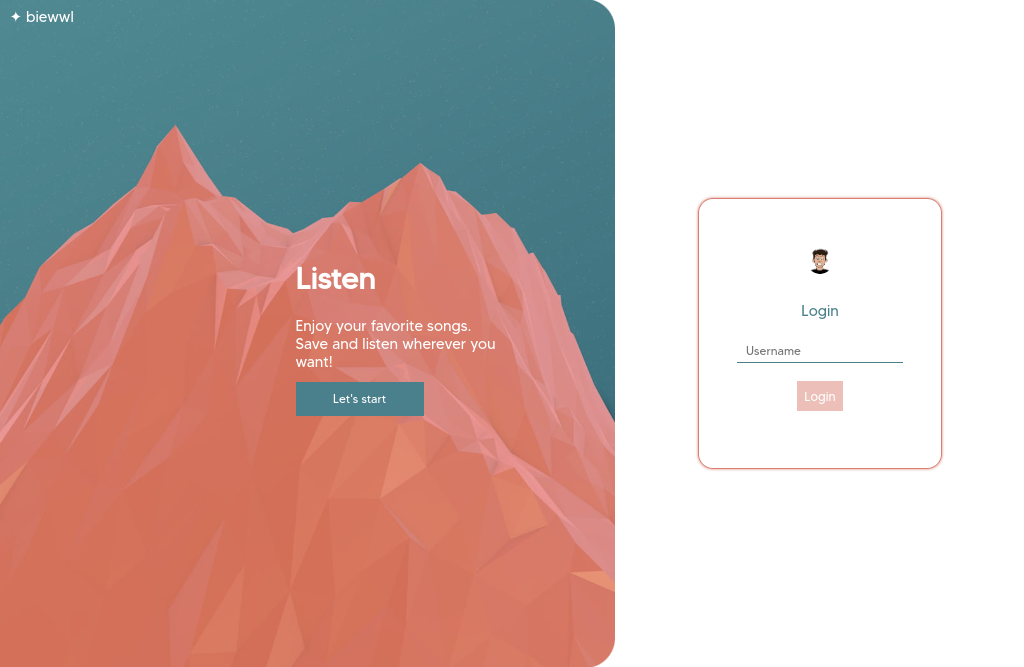 ✦ biewwl
Listen
Enjoy your favorite songs.
Save and listen wherever you
want!
Let's start
Login
Username
Login